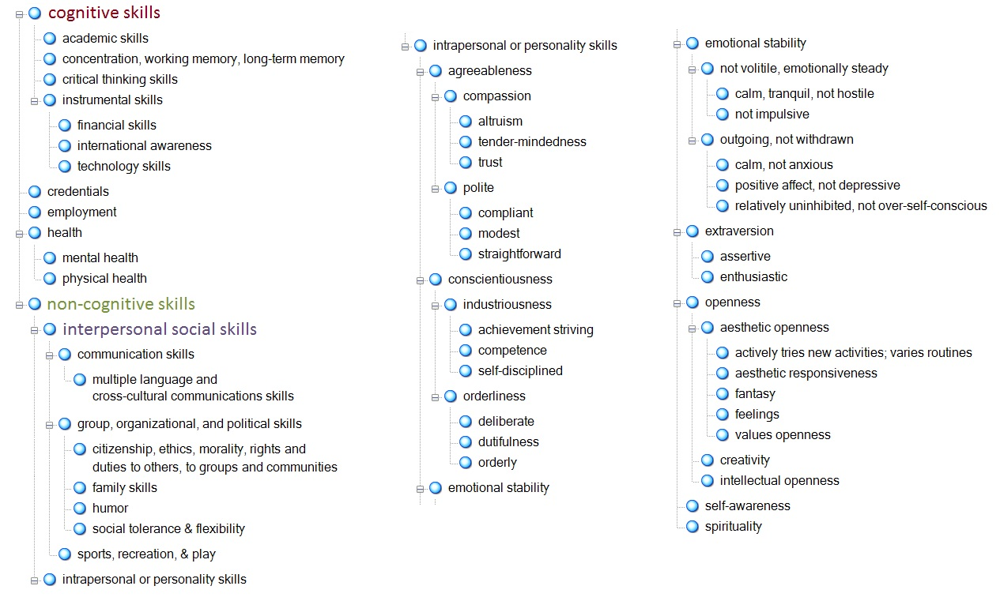 cognitive skills
academic skills
concentration, working memory, long-term memory
critical thinking skills
instrumental skills
financial skills
international awareness
technology skills
credentials
employment
health
mental health
physical health
non-cognitive skills
interpersonal social skills
communication skills
multiple language and
cross-cultural communications skills
group, organizational, and political skills
citizenship, ethics, morality, rights and
duties to others, to groups and communities
family skills
humor
social tolerance & flexibility
sports, recreation, & play
intrapersonal or personality skills
intrapersonal or personality skills
agreeableness
compassion
altruism
tender-mindedness
trust
polite
compliant
modest
straightforward
conscientiousness
industriousness
achievement striving
competence
self-disciplined
orderliness
deliberate
dutifulness
orderly
emotional stability
emotional stability
not volitile, emotionally steady
calm, tranquil, not hostile
not impulsive
outgoing, not withdrawn
calm, not anxious
positive affect, not depressive
relatively uninhibited, not over-self-conscious
extraversion
assertive
enthusiastic
openness
aesthetic openness
actively tries new activities; varies routines
aesthetic responsiveness
fantasy
feelings
values openness
creativity
intellectual openness
self-awareness
spirituality